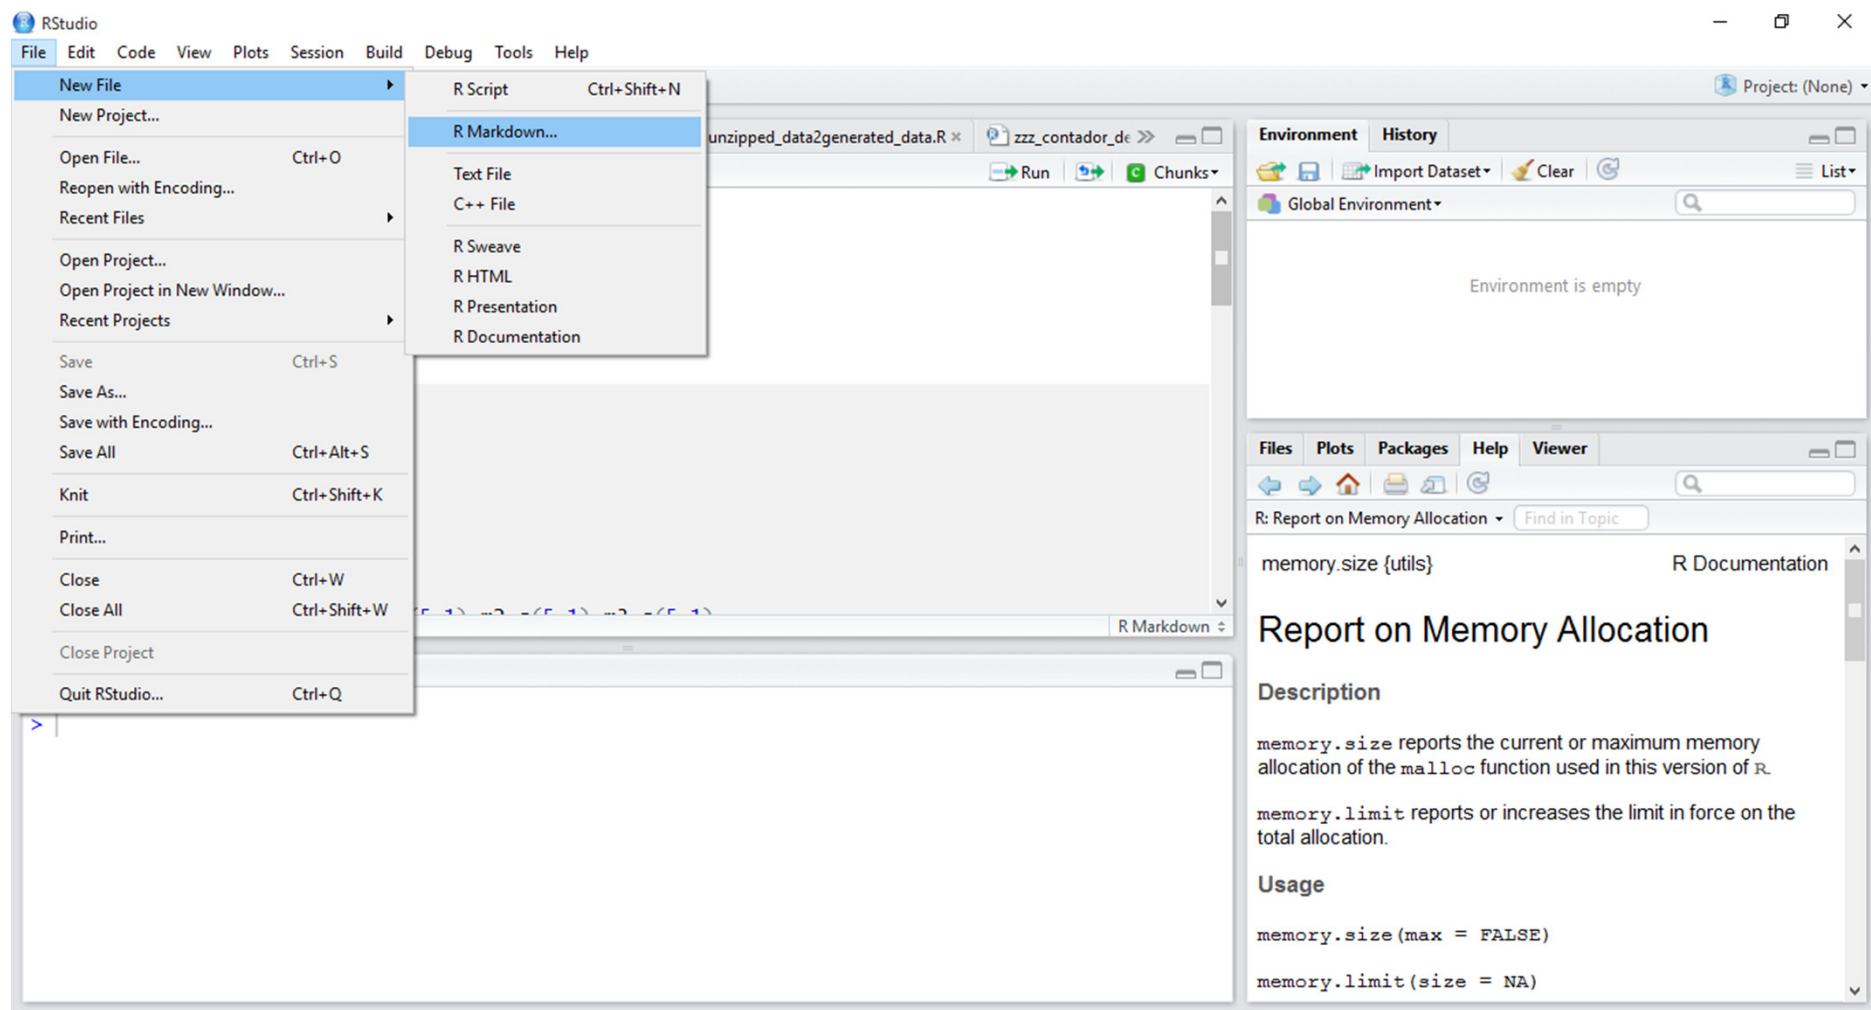 RStudio
File Edit Code View Plots Session Build Debug Tools Help
New File
New Project...
Open File... Ctrl+O
Reopen with Encoding...
Recent Files
Open Project...
Open Project in New Window...
Recent Projects
Save Ctrl+S
Save As...
Save with Encoding...
Save All Ctrl+Alt+S
Knit Ctrl+Shift+K
Print...
Close Ctrl+W
Close All Ctrl+Shift+W
Close Project
Quit RStudio... Ctrl+Q
R Script Ctrl+Shift+N
R Markdown...
Text File
C++ File
R Sweave
R HTML
R Presentation
R Documentation
Project: (None)
unzipped_data2generated_data.R zzz_contador_de
Run Chunks
R Markdown
>
Environment History
Import Dataset Clear List
Global Environment
Environment is empty
Files Plots Packages Help Viewer
R: Report on Memory Allocation Find in Topic
memory.size {utils} R Documentation
Report on Memory Allocation
Description
memory.size reports the current or maximum memory
allocation of the malloc function used in this version of R.
memory.limit reports or increases the limit in force on the
total allocation.
Usage
memory.size(max = FALSE)
memory.limit(size = NA)